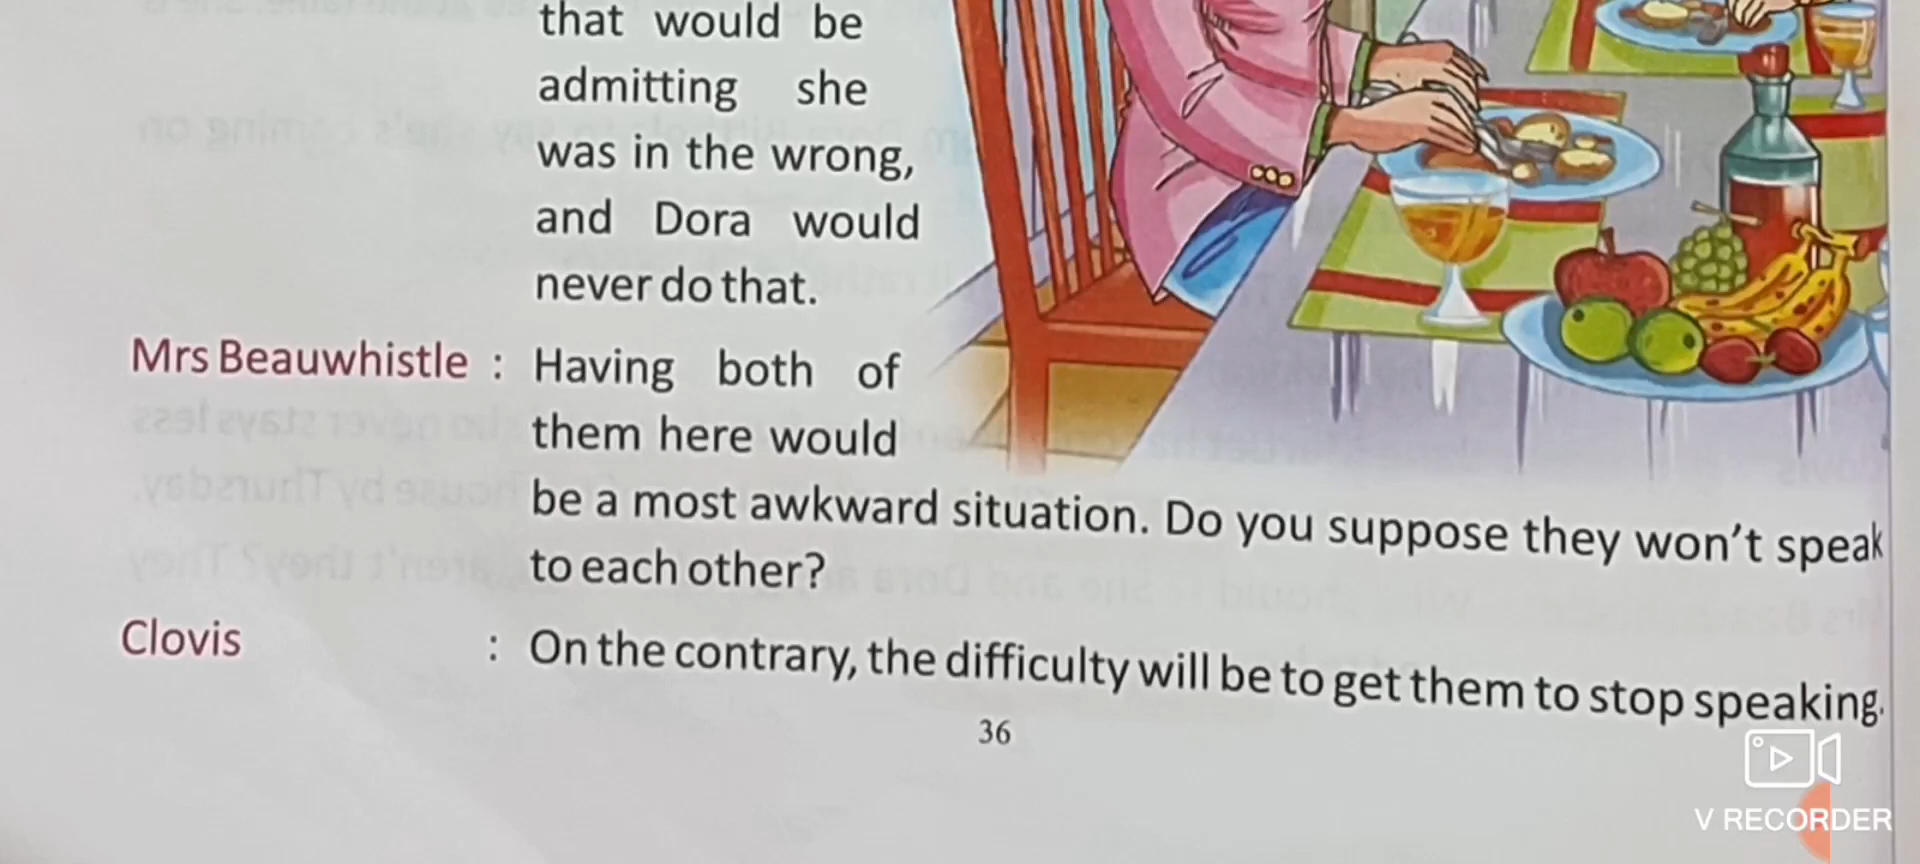 that would be
admitting she
was in the wrong,
and Dora would
never do that.
Mrs Beauwhistle : Having both of
them here would
be a most awkward situation. Do you suppose they won't speak
to each other?
Clovis : On the contrary, the difficulty will be to get them to stop speaking.
36
V RECORDER